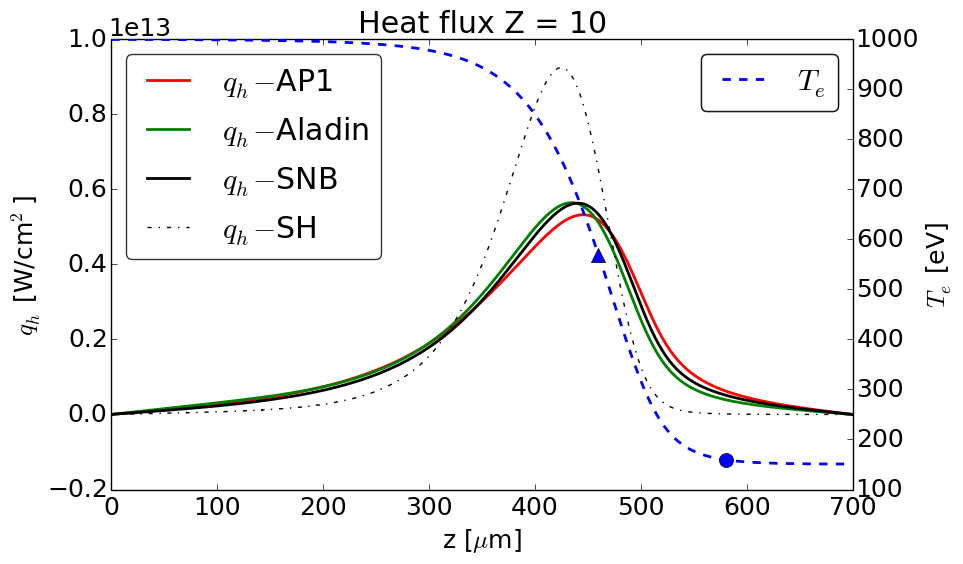 Heat flux Z = 10
1e13
1.0
0.8
0.6
0.4
0.2
0.0
−0.2
q_h [W/cm^2]
q_h−AP1
q_h−Aladin
q_h−SNB
q_h−SH
T_e
1000
900
800
700
600
500
400
300
200
100
T_e [eV]
0 100 200 300 400 500 600 700
z [μm]